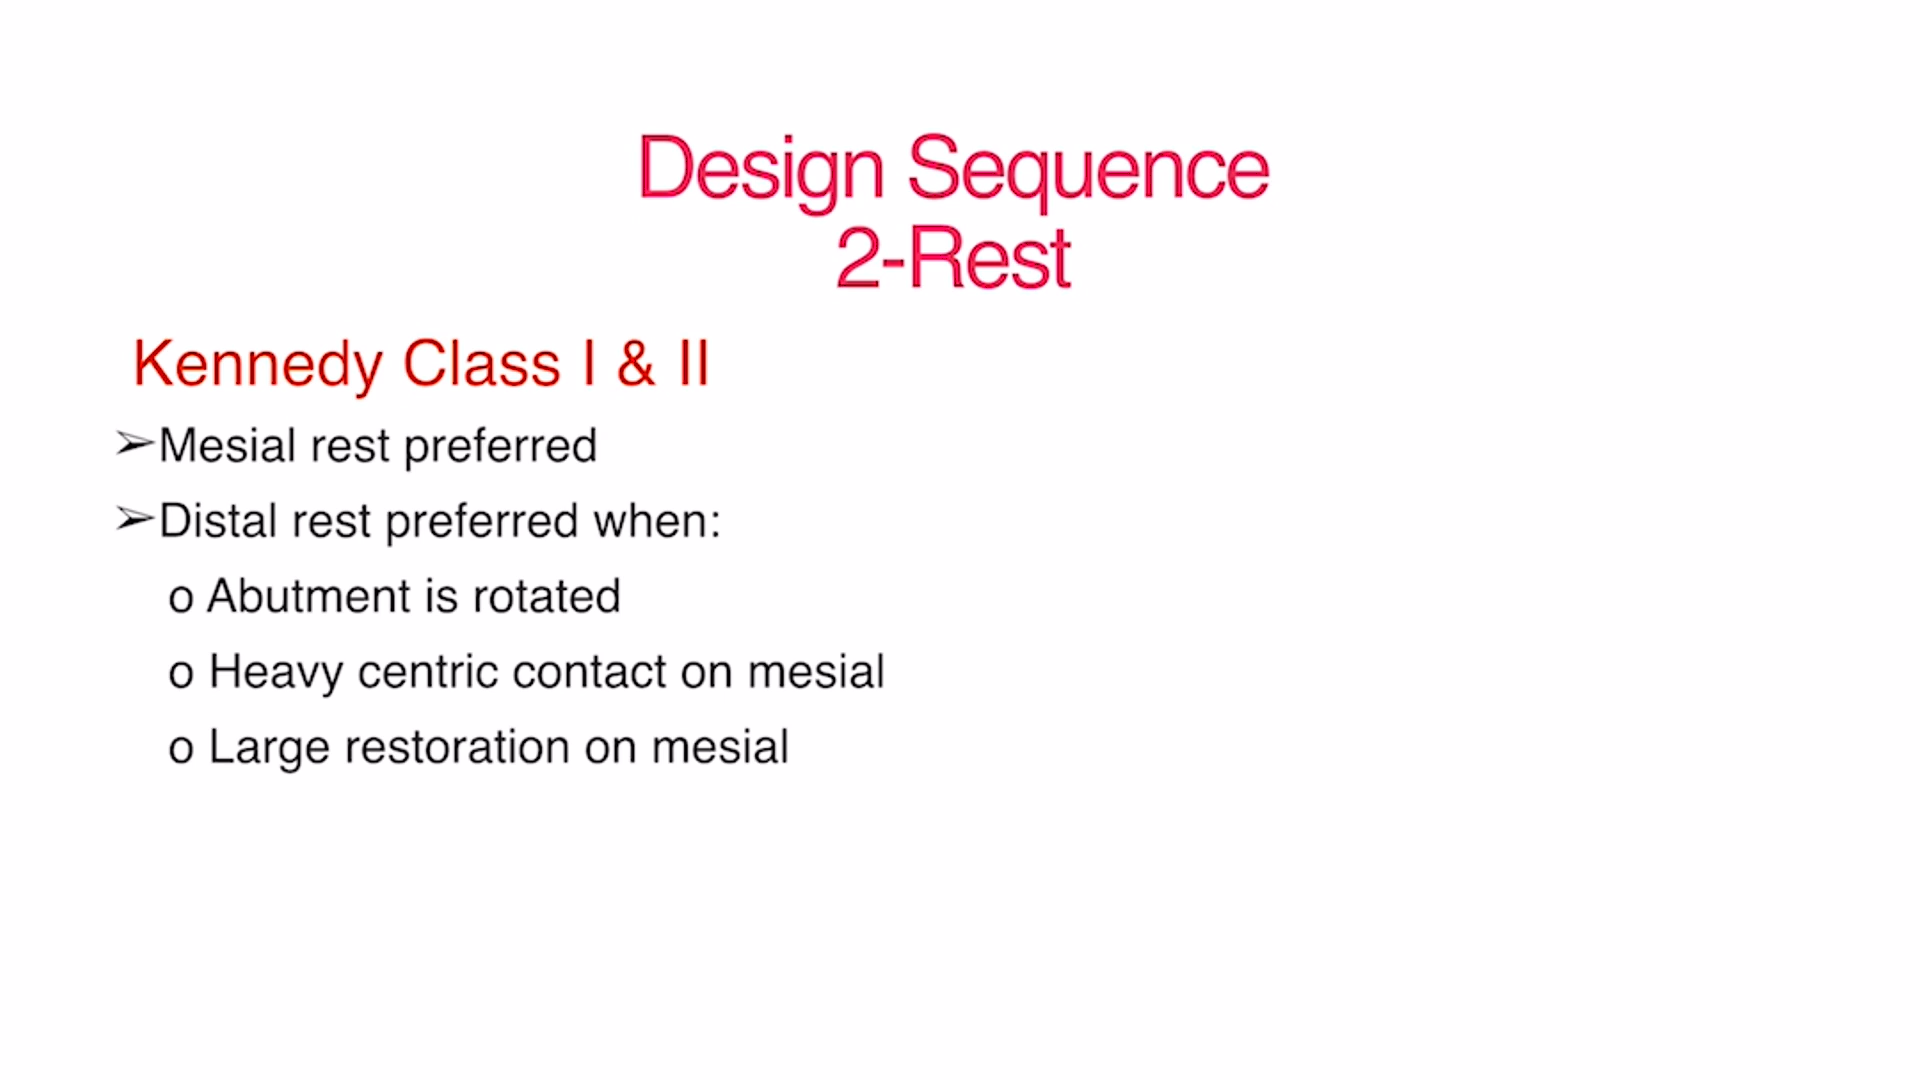 Design Sequence
2-Rest
Kennedy Class I & II
➢Mesial rest preferred
➢Distal rest preferred when:
o Abutment is rotated
o Heavy centric contact on mesial
o Large restoration on mesial